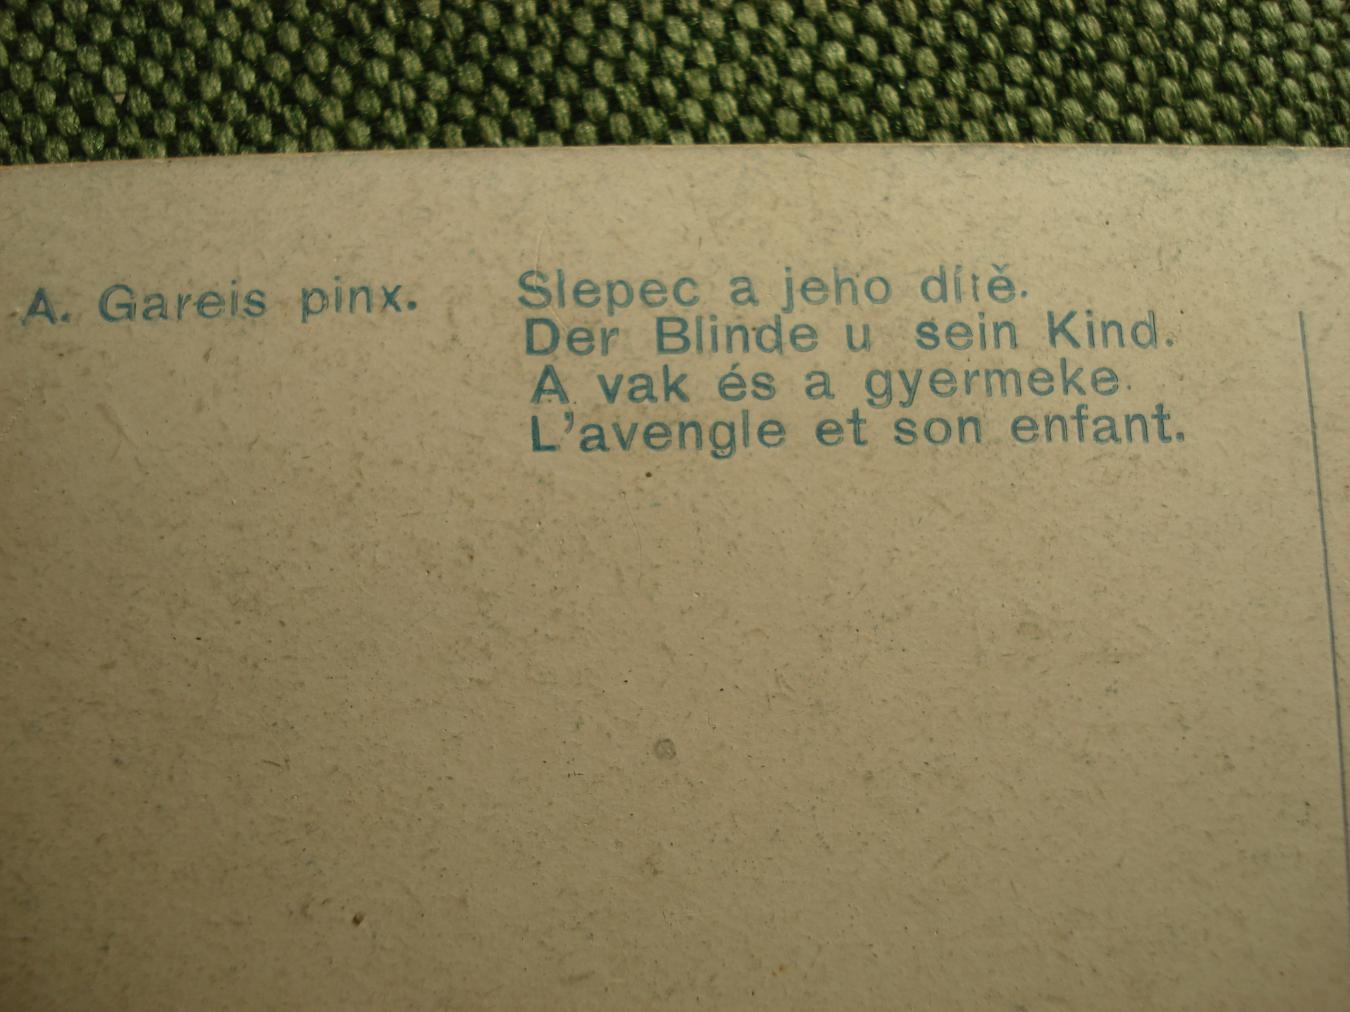 A. Gareis pinx.
Slepec a jeho dítě.
Der Blinde u sein Kind.
A vak és a gyermeke.
L'avengle et son enfant.